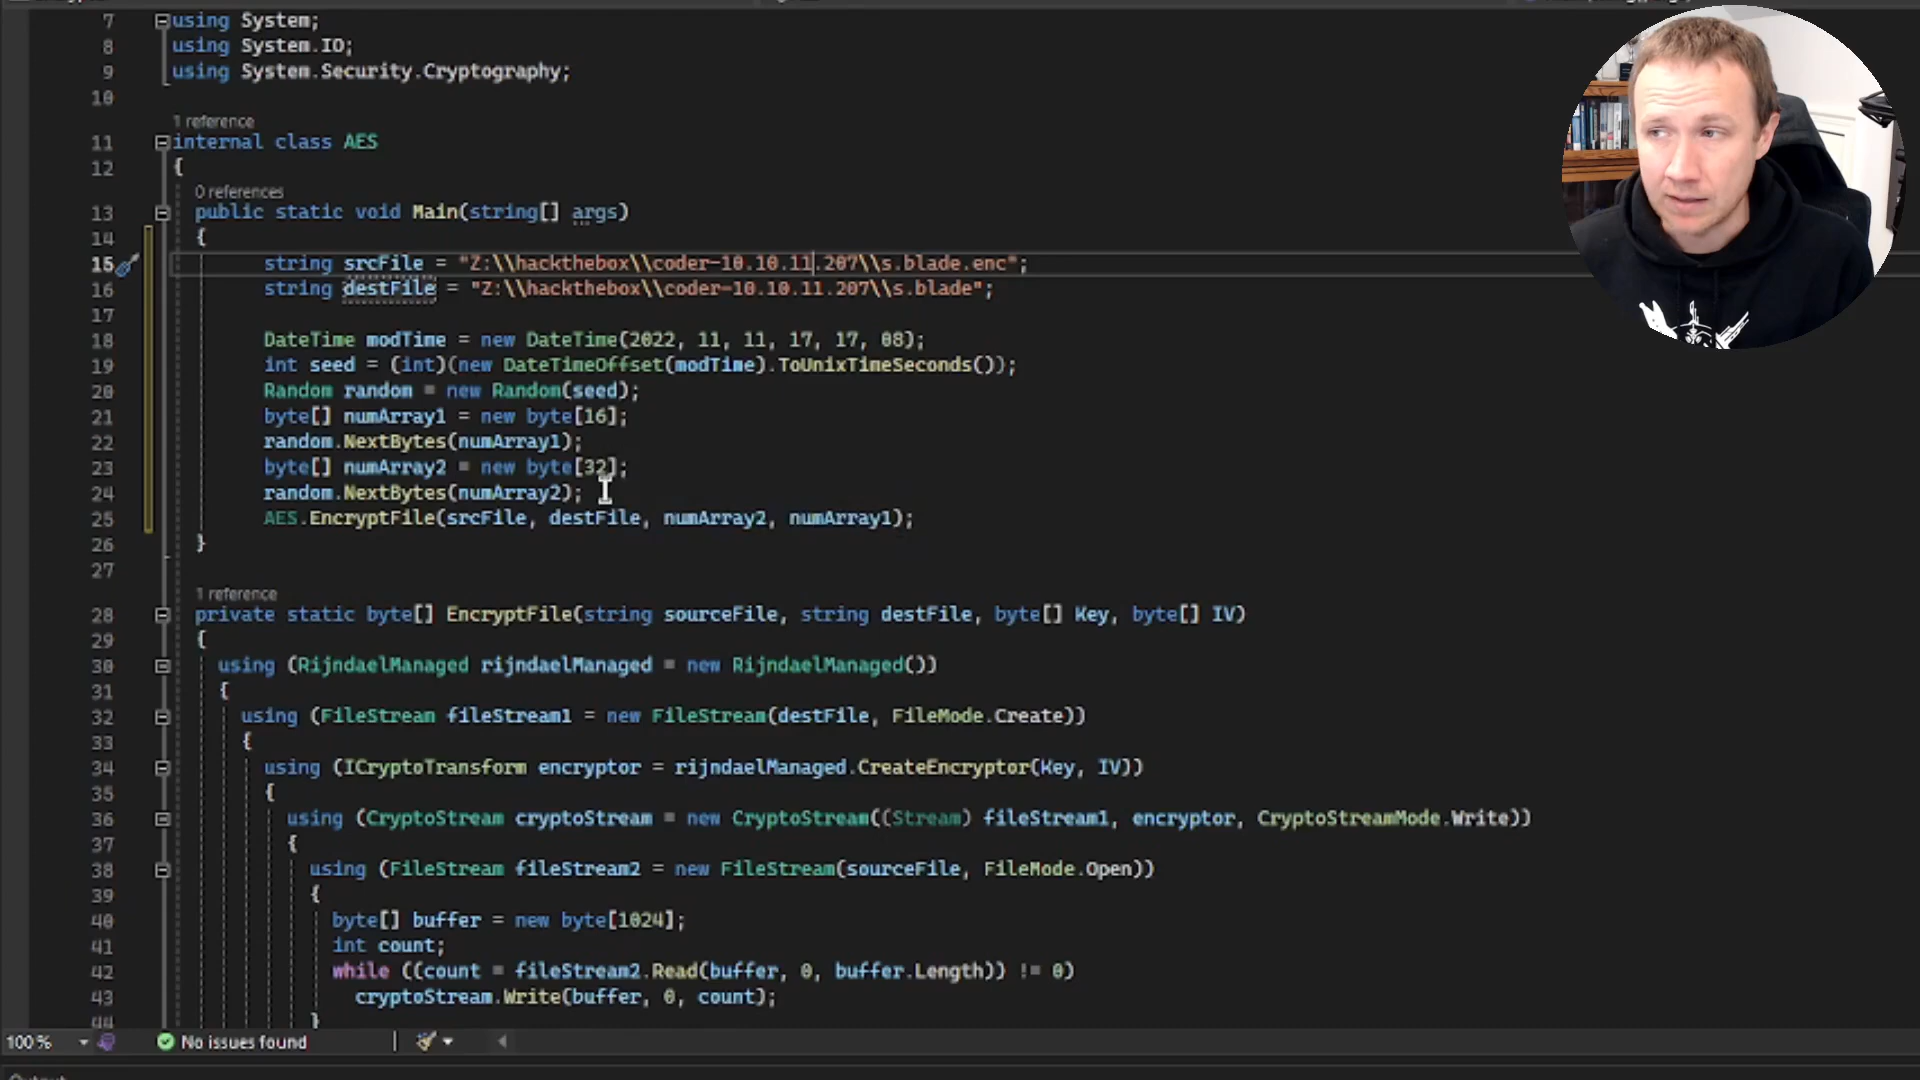 7 using System;
8 using System.IO;
9 using System.Security.Cryptography;
10
1 reference
11 internal class AES
12 {
0 references
13 public static void Main(string[] args)
14 {
15 string srcFile = "Z:\\hackthebox\\coder-10.10.11.207\\s.blade.enc";
16 string destFile = "Z:\\hackthebox\\coder-10.10.11.207\\s.blade";
17
18 DateTime modTime = new DateTime(2022, 11, 11, 17, 17, 08);
19 int seed = (int)(new DateTimeOffset(modTime).ToUnixTimeSeconds());
20 Random random = new Random(seed);
21 byte[] numArray1 = new byte[16];
22 random.NextBytes(numArray1);
23 byte[] numArray2 = new byte[32];
24 random.NextBytes(numArray2);
25 AES.EncryptFile(srcFile, destFile, numArray2, numArray1);
26 }
27
1 reference
28 private static byte[] EncryptFile(string sourceFile, string destFile, byte[] Key, byte[] IV)
29 {
30 using (RijndaelManaged rijndaelManaged = new RijndaelManaged())
31 {
32 using (FileStream fileStream1 = new FileStream(destFile, FileMode.Create))
33 {
34 using (ICryptoTransform encryptor = rijndaelManaged.CreateEncryptor(Key, IV))
35 {
36 using (CryptoStream cryptoStream = new CryptoStream((Stream) fileStream1, encryptor, CryptoStreamMode.Write))
37 {
38 using (FileStream fileStream2 = new FileStream(sourceFile, FileMode.Open))
39 {
40 byte[] buffer = new byte[1024];
41 int count;
42 while ((count = fileStream2.Read(buffer, 0, buffer.Length)) != 0)
43 cryptoStream.Write(buffer, 0, count);
44 }
100 % No issues found